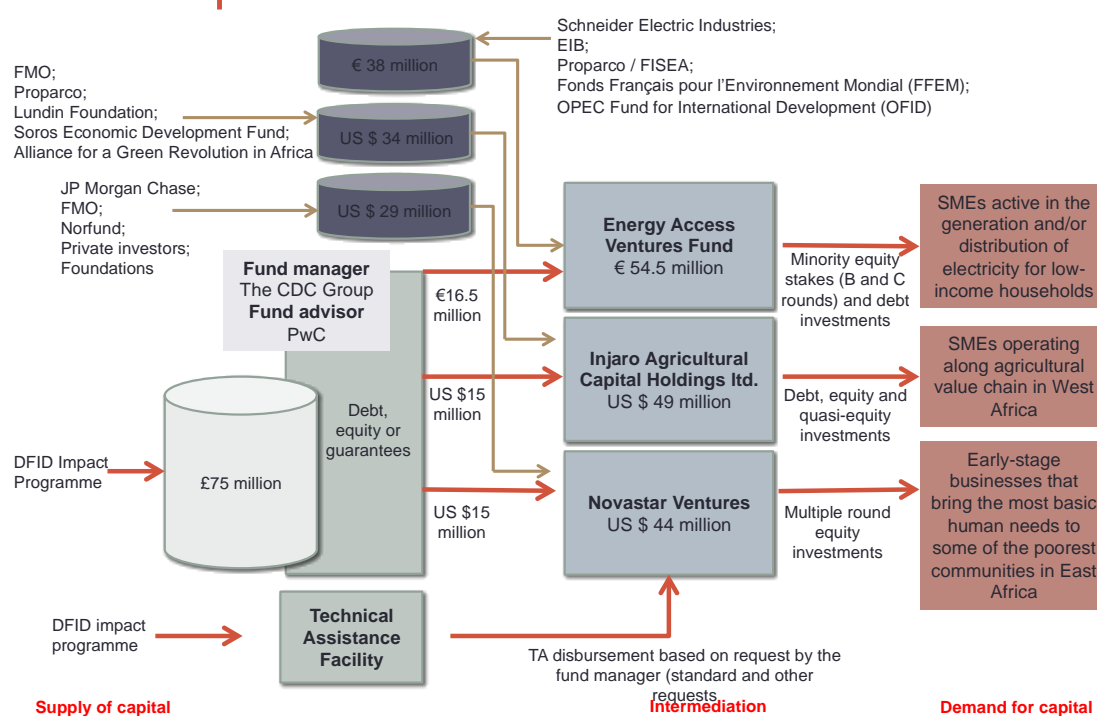 Schneider Electric Industries;
EIB;
Proparco / FISEA;
Fonds Français pour l'Environnement Mondial (FFEM);
OPEC Fund for International Development (OFID)
€ 38 million
FMO;
Proparco;
Lundin Foundation;
Soros Economic Development Fund;
Alliance for a Green Revolution in Africa
US $ 34 million
JP Morgan Chase;
FMO;
Norfund;
Private investors;
Foundations
US $ 29 million
Fund manager
The CDC Group
Fund advisor
PwC
Debt,
equity or
guarantees
DFID Impact
Programme
£75 million
€16.5
million
Energy Access
Ventures Fund
€ 54.5 million
Minority equity
stakes (B and C
rounds) and debt
investments
SMEs active in the
generation and/or
distribution of
electricity for low-
income households
US $15
million
Injaro Agricultural
Capital Holdings ltd.
US $ 49 million
Debt, equity and
quasi-equity
investments
SMEs operating
along agricultural
value chain in West
Africa
US $15
million
Novastar Ventures
US $ 44 million
Multiple round
equity
investments
Early-stage
businesses that
bring the most basic
human needs to
some of the poorest
communities in East
Africa
DFID impact
programme
Technical
Assistance
Facility
TA disbursement based on request by the
fund manager (standard and other
requests
Supply of capital
Intermediation
Demand for capital